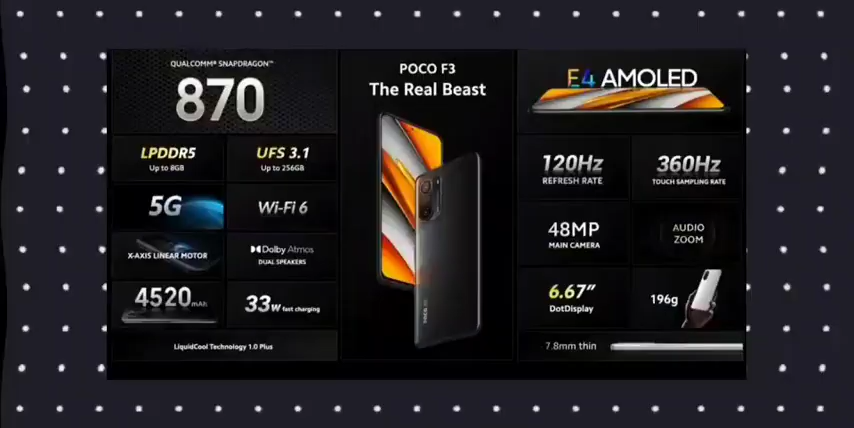 QUALCOMM® SNAPDRAGON™
870
LPDDR5
Up to 8GB
UFS 3.1
Up to 256GB
5G
Wi-Fi 6
X-AXIS LINEAR MOTOR
Dolby Atmos
DUAL SPEAKERS
4520mAh
33W fast charging
LiquidCool Technology 1.0 Plus
POCO F3
The Real Beast
E4 AMOLED
120Hz
REFRESH RATE
360Hz
TOUCH SAMPLING RATE
48MP
MAIN CAMERA
AUDIO
ZOOM
6.67”
DotDisplay
196g
7.8mm thin